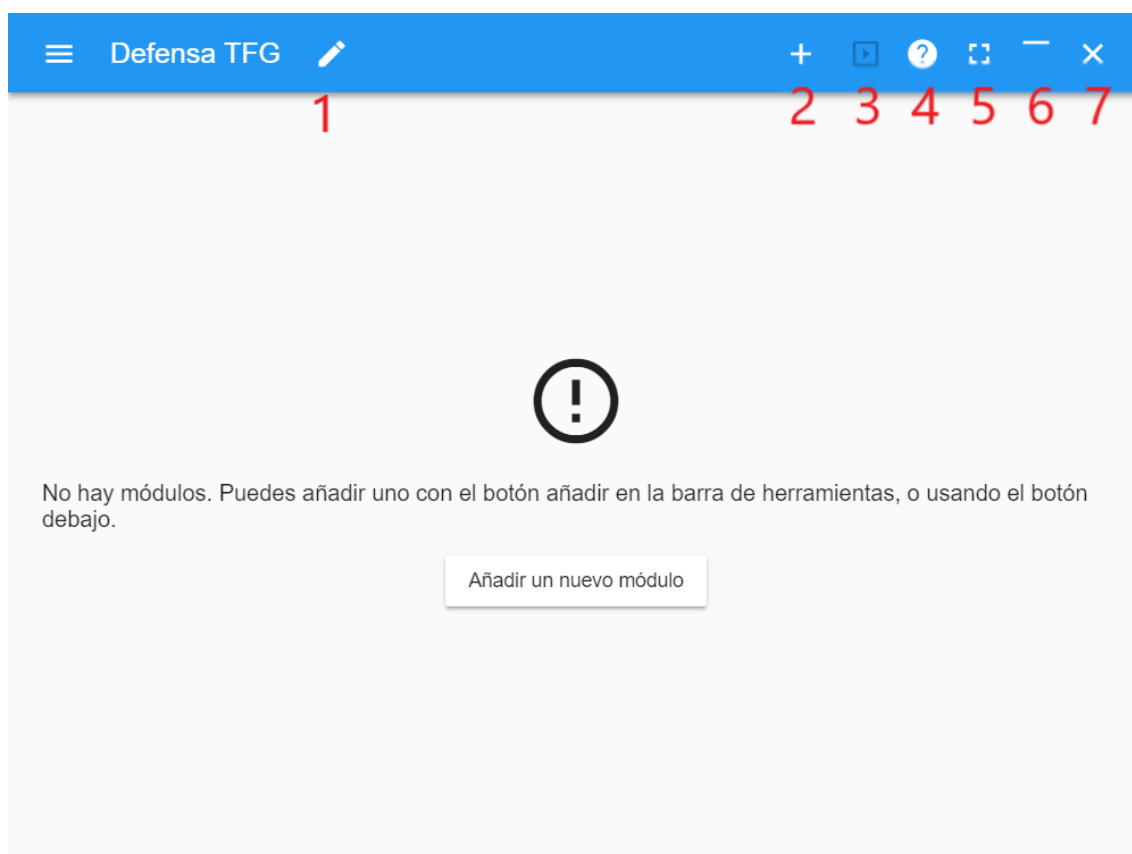 Defensa TFG
1 2 3 4 5 6 7
No hay módulos. Puedes añadir uno con el botón añadir en la barra de herramientas, o usando el botón
debajo.
Añadir un nuevo módulo